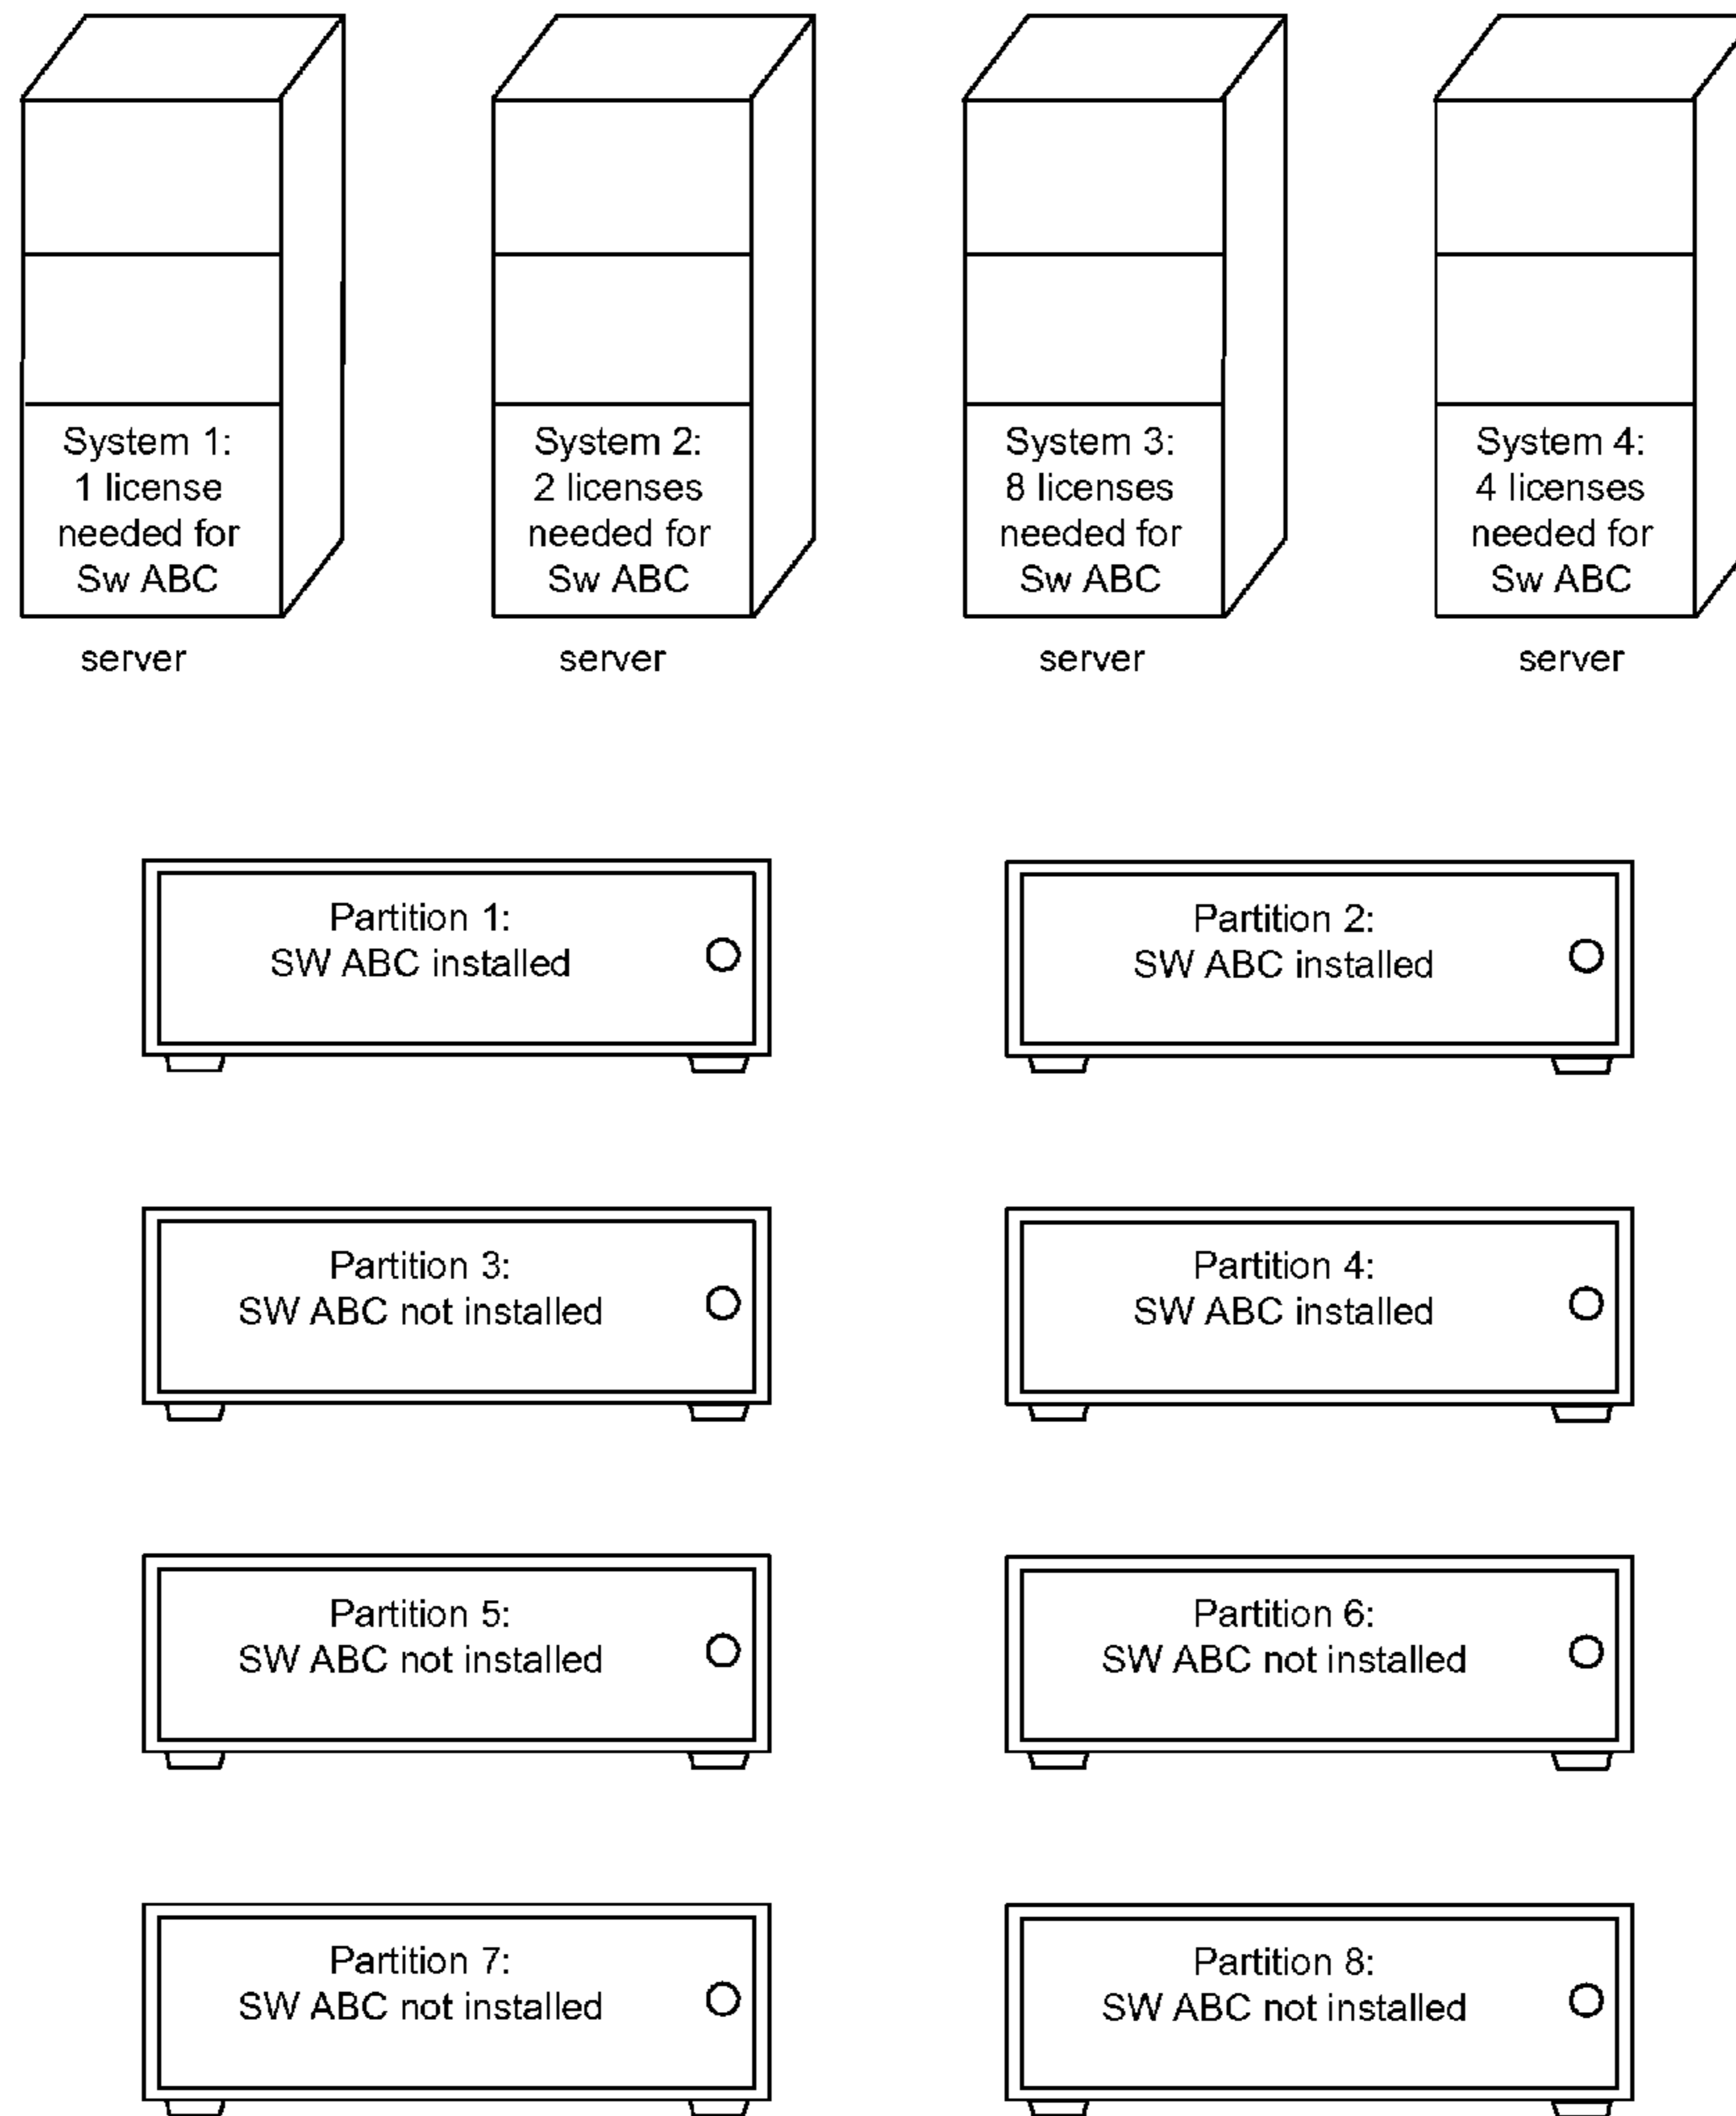 System 1:
1 license
needed for
Sw ABC
System 2:
2 licenses
needed for
Sw ABC
System 3:
8 licenses
needed for
Sw ABC
System 4:
4 licenses
needed for
Sw ABC
server
server
server
server
Partition 1:
SW ABC installed
Partition 2:
SW ABC installed
Partition 3:
SW ABC not installed
Partition 4:
SW ABC installed
Partition 5:
SW ABC not installed
Partition 6:
SW ABC not installed
Partition 7:
SW ABC not installed
Partition 8:
SW ABC not installed